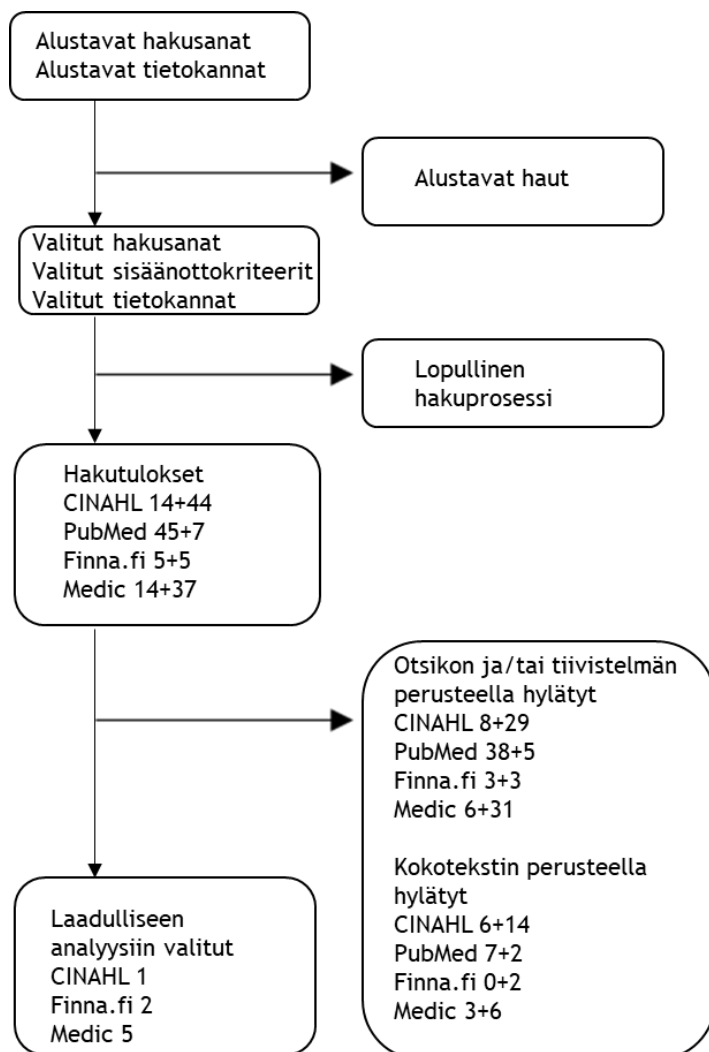 Alustavat hakusanat
Alustavat tietokannat
Alustavat haut
Valitut hakusanat
Valitut sisäänottokriteerit
Valitut tietokannat
Lopullinen
hakuprosessi
Hakutulokset
CINAHL 14+44
PubMed 45+7
Finna.fi 5+5
Medic 14+37
Otsikon ja/tai tiivistelmän
perusteella hylätyt
CINAHL 8+29
PubMed 38+5
Finna.fi 3+3
Medic 6+31
Kokotekstin perusteella
hylätyt
CINAHL 6+14
PubMed 7+2
Finna.fi 0+2
Medic 3+6
Laadulliseen
analyysiin valitut
CINAHL 1
Finna.fi 2
Medic 5